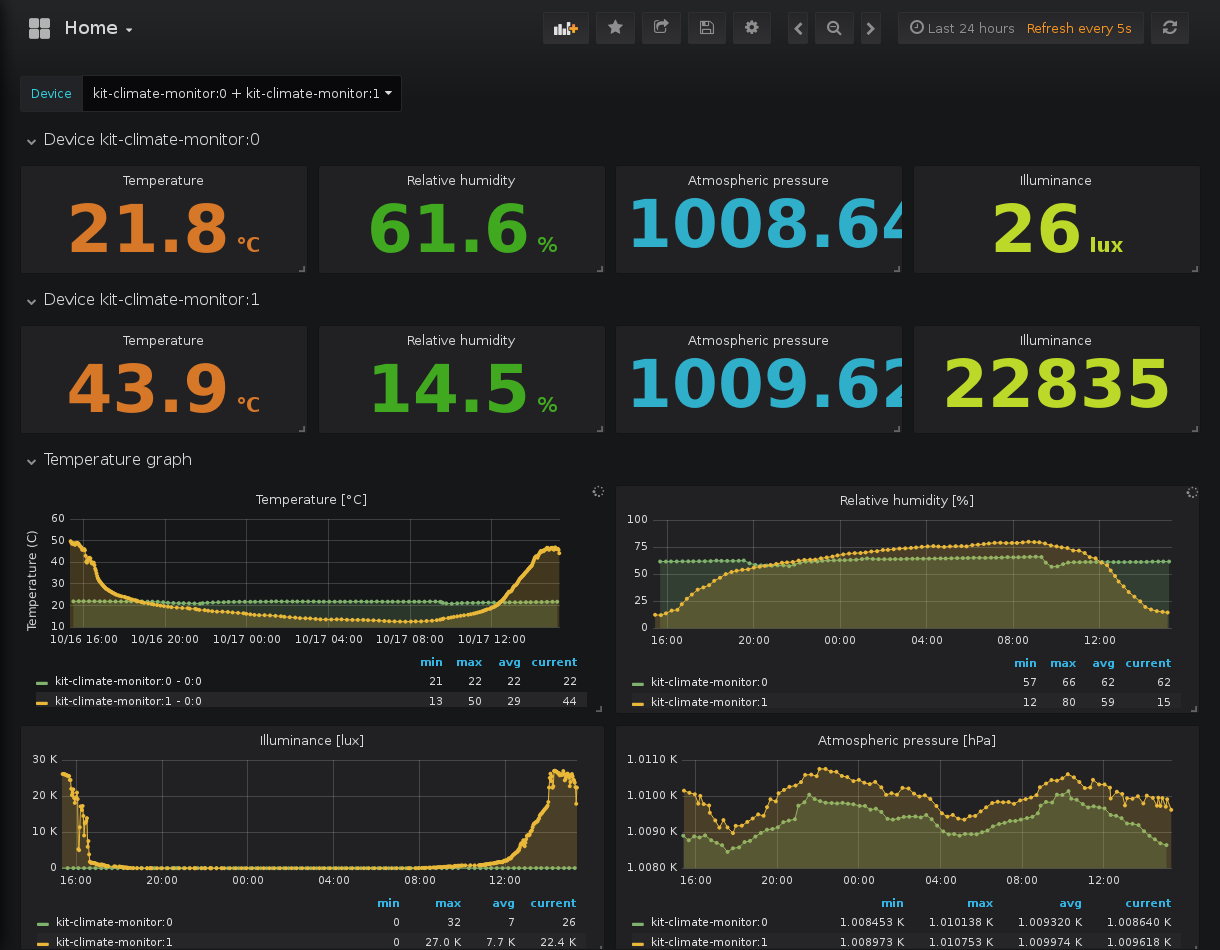 Home
Last 24 hours Refresh every 5s
Device kit-climate-monitor:0 + kit-climate-monitor:1
Device kit-climate-monitor:0
Temperature Relative humidity Atmospheric pressure Illuminance
21.8 °C 61.6 % 1008.64 26 lux
Device kit-climate-monitor:1
Temperature Relative humidity Atmospheric pressure Illuminance
43.9 °C 14.5 % 1009.62 22835
Temperature graph
Temperature [°C]
Temperature (C)
60
50
40
30
20
10
10/16 16:00 10/16 20:00 10/17 00:00 10/17 04:00 10/17 08:00 10/17 12:00
min max avg current
kit-climate-monitor:0 - 0:0 21 22 22 22
kit-climate-monitor:1 - 0:0 13 50 29 44
Relative humidity [%]
100
75
50
25
0
16:00 20:00 00:00 04:00 08:00 12:00
min max avg current
kit-climate-monitor:0 57 66 62 62
kit-climate-monitor:1 12 80 59 15
Illuminance [lux]
30 K
20 K
10 K
0
16:00 20:00 00:00 04:00 08:00 12:00
min max avg current
kit-climate-monitor:0 0 32 7 26
kit-climate-monitor:1 0 27.0 K 7.7 K 22.4 K
Atmospheric pressure [hPa]
1.0110 K
1.0100 K
1.0090 K
1.0080 K
16:00 20:00 00:00 04:00 08:00 12:00
min max avg current
kit-climate-monitor:0 1.008453 K 1.010138 K 1.009320 K 1.008640 K
kit-climate-monitor:1 1.008973 K 1.010753 K 1.009974 K 1.009618 K